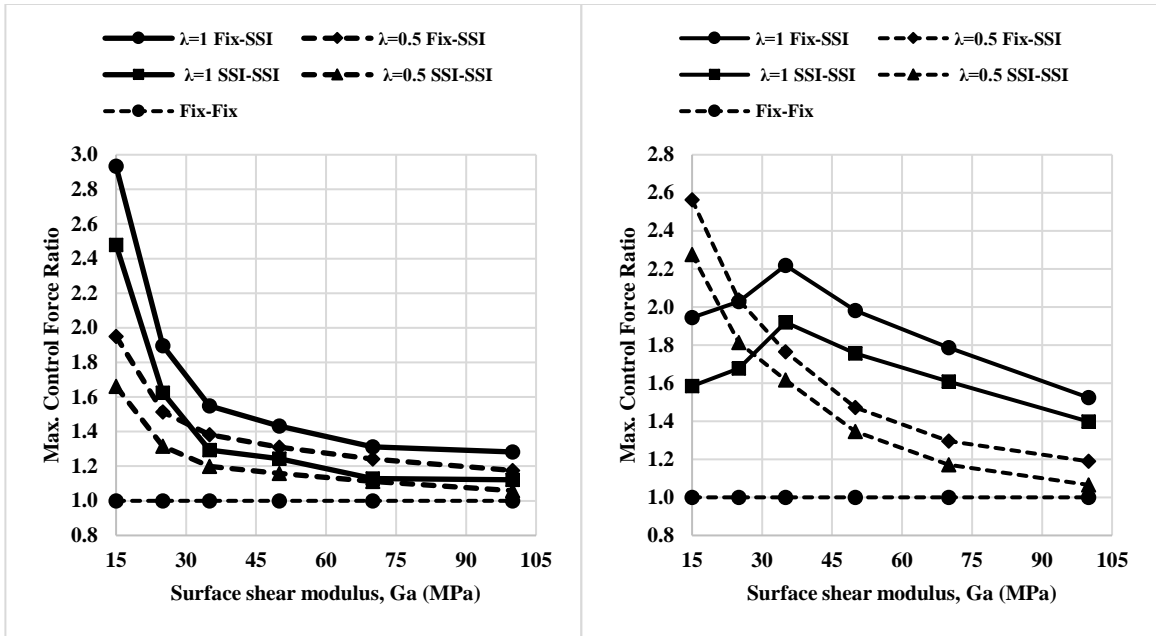 λ=1 Fix-SSI
λ=0.5 Fix-SSI
λ=1 SSI-SSI
λ=0.5 SSI-SSI
Fix-Fix
Max. Control Force Ratio
3.0
2.8
2.6
2.4
2.2
2.0
1.8
1.6
1.4
1.2
1.0
0.8
15 30 45 60 75 90 105
Surface shear modulus, Ga (MPa)
λ=1 Fix-SSI
λ=0.5 Fix-SSI
λ=1 SSI-SSI
λ=0.5 SSI-SSI
Fix-Fix
Max. Control Force Ratio
2.8
2.6
2.4
2.2
2.0
1.8
1.6
1.4
1.2
1.0
0.8
15 30 45 60 75 90 105
Surface shear modulus, Ga (MPa)